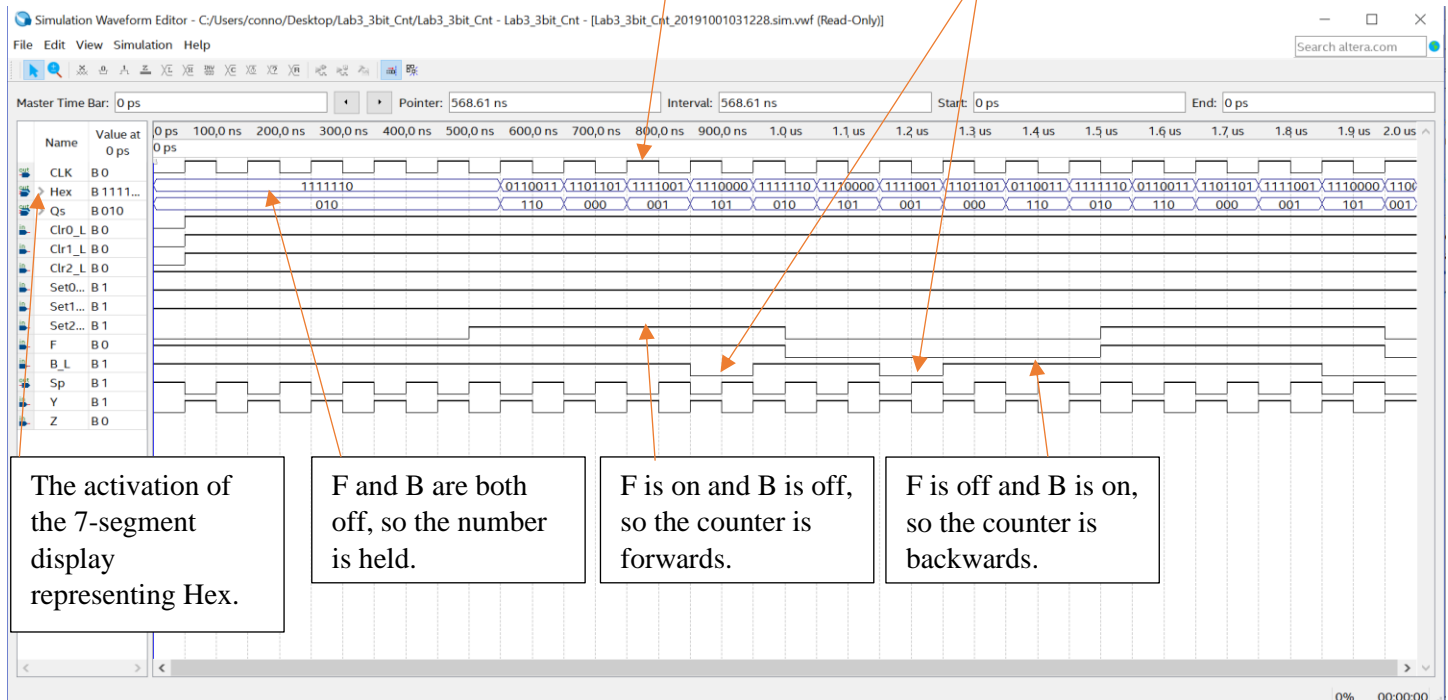 Simulation Waveform Editor - C:/Users/conno/Desktop/Lab3_3bit_Cnt/Lab3_3bit_Cnt - Lab3_3bit_Cnt - [Lab3_3bit_Cnt_20191001031228.sim.vwf (Read-Only)]
File Edit View Simulation Help
Search altera.com
Master Time Bar: 0 ps Pointer: 568.61 ns Interval: 568.61 ns Start: 0 ps End: 0 ps
Name Value at 0 ps
0 ps 100,0 ns 200,0 ns 300,0 ns 400,0 ns 500,0 ns 600,0 ns 700,0 ns 800,0 ns 900,0 ns 1.0 us 1.1 us 1.2 us 1.3 us 1.4 us 1.5 us 1.6 us 1.7 us 1.8 us 1.9 us 2.0 us
0 ps
CLK B 0
Hex B 1111... 1111110 0110011 1101101 1111001 1110000 1111110 1110000 1111001 1101101 0110011 1111110 0110011 1101101 1111001 1110000 1100
Qs B 010 010 110 000 001 101 010 101 001 000 110 010 110 000 001 101 001
Clr0_L B 0
Clr1_L B 0
Clr2_L B 0
Set0... B 1
Set1... B 1
Set2... B 1
F B 0
B_L B 1
Sp B 1
Y B 1
Z B 0
The activation of
the 7-segment
display
representing Hex.
F and B are both
off, so the number
is held.
F is on and B is off,
so the counter is
forwards.
F is off and B is on,
so the counter is
backwards.
0% 00:00:00